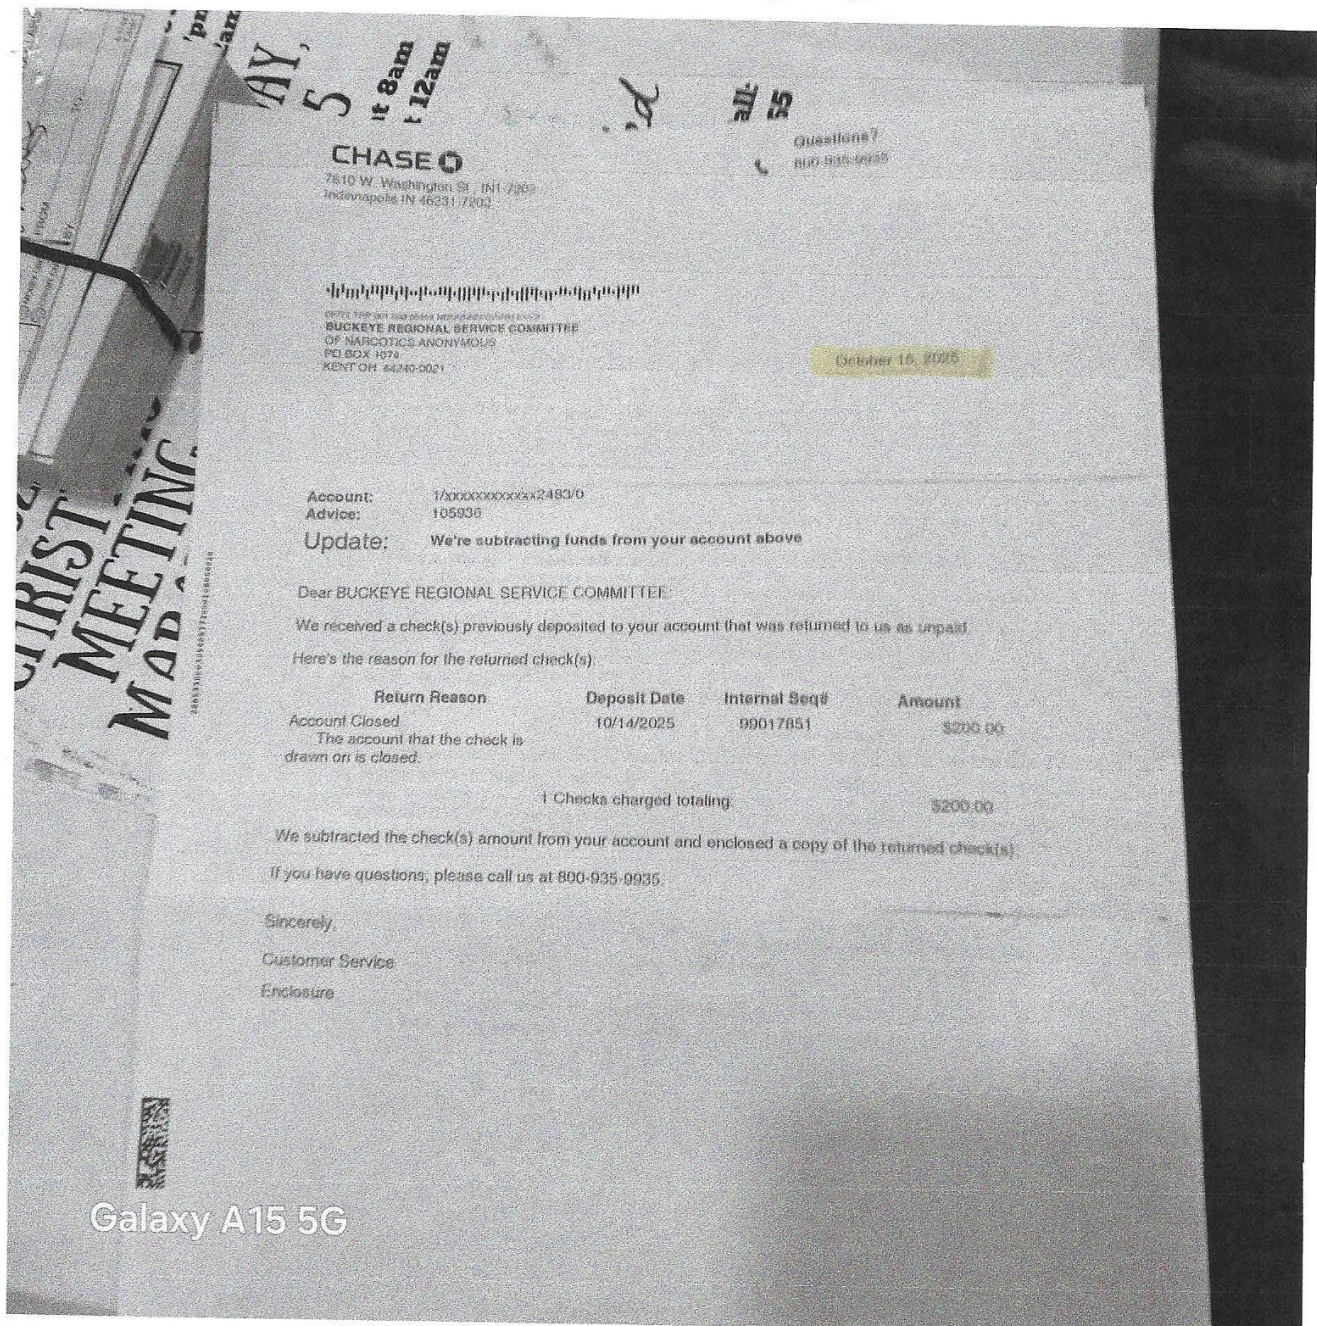 AY,
5
8am
12am
all-
55
CHASE
Questions?
800-935-9935
7610 W. Washington St., IN1-7202
Indianapolis IN 46231-7202
BUCKEYE REGIONAL SERVICE COMMITTEE
OF NARCOTICS ANONYMOUS
PO BOX 1074
KENT OH 44240-0021
October 16, 2025
MEETING
Account: 1/xxxxxxxxxxxx2483/0
Advice: 105936
Update: We're subtracting funds from your account above
Dear BUCKEYE REGIONAL SERVICE COMMITTEE:
We received a check(s) previously deposited to your account that was returned to us as unpaid.
Here's the reason for the returned check(s):
Return Reason Deposit Date Internal Seq# Amount
Account Closed 10/14/2025 99017851 $200.00
The account that the check is
drawn on is closed.
1 Checks charged totaling: $200.00
We subtracted the check(s) amount from your account and enclosed a copy of the returned check(s).
If you have questions, please call us at 800-935-9935.
Sincerely,
Customer Service
Enclosure
Galaxy A15 5G